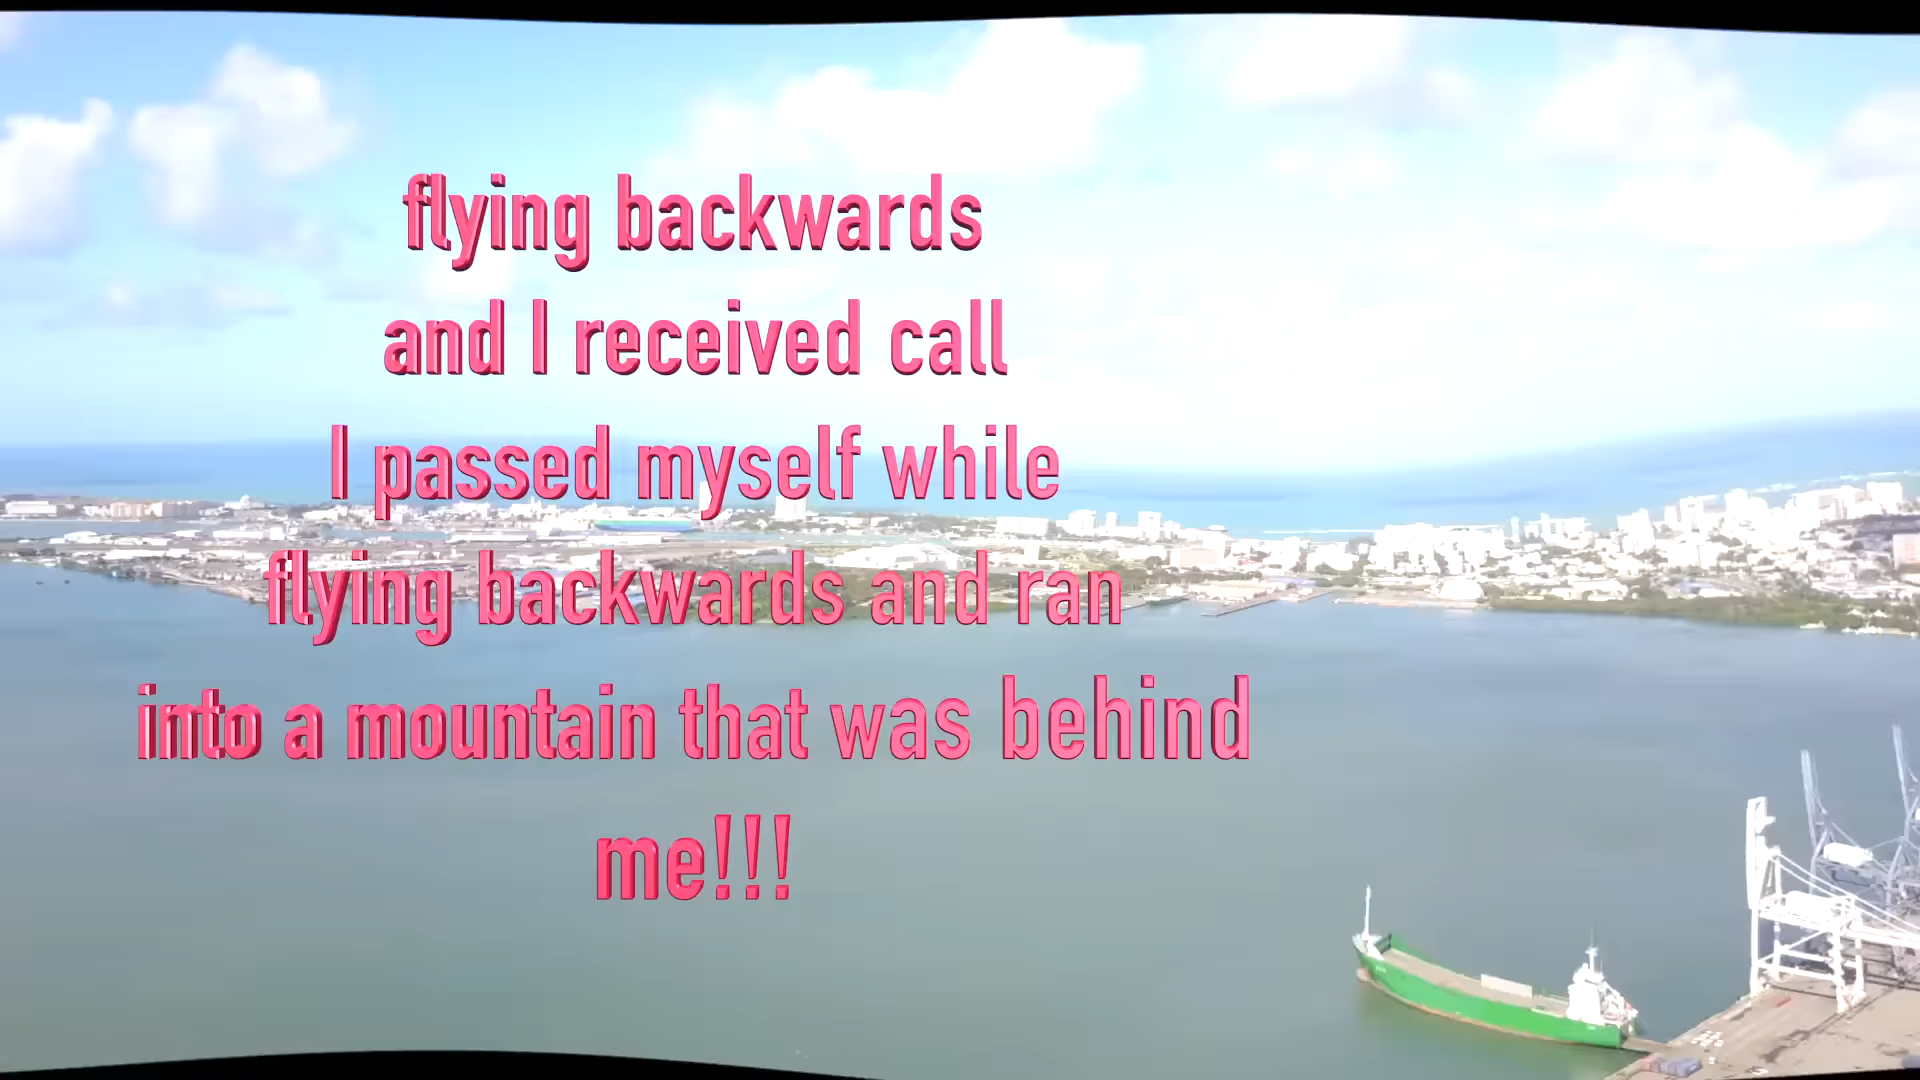 flying backwards
and I received call
I passed myself while
flying backwards and ran
into a mountain that was behind
me!!!